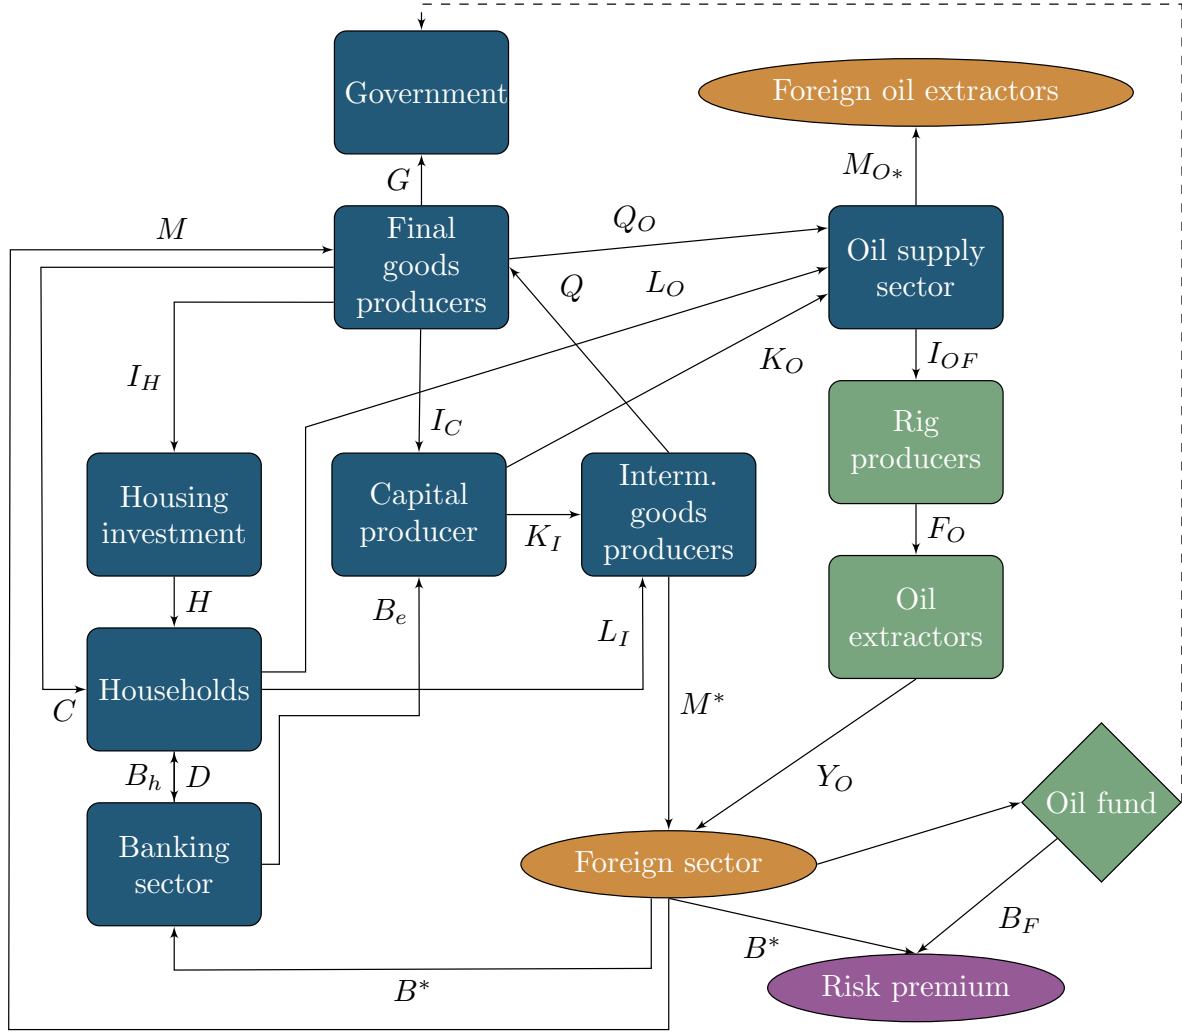 Government
Foreign oil extractors
G
M_{O*}
M
Final
goods
producers
Q_O
Oil supply
sector
Q
L_O
I_H
K_O
I_{OF}
I_C
Rig
producers
Housing
investment
Capital
producer
Interm.
goods
producers
K_I
F_O
H
B_e
L_I
Oil
extractors
Households
C
M^*
B_h
D
Y_O
Oil fund
Banking
sector
Foreign sector
B_F
B^*
B^*
Risk premium